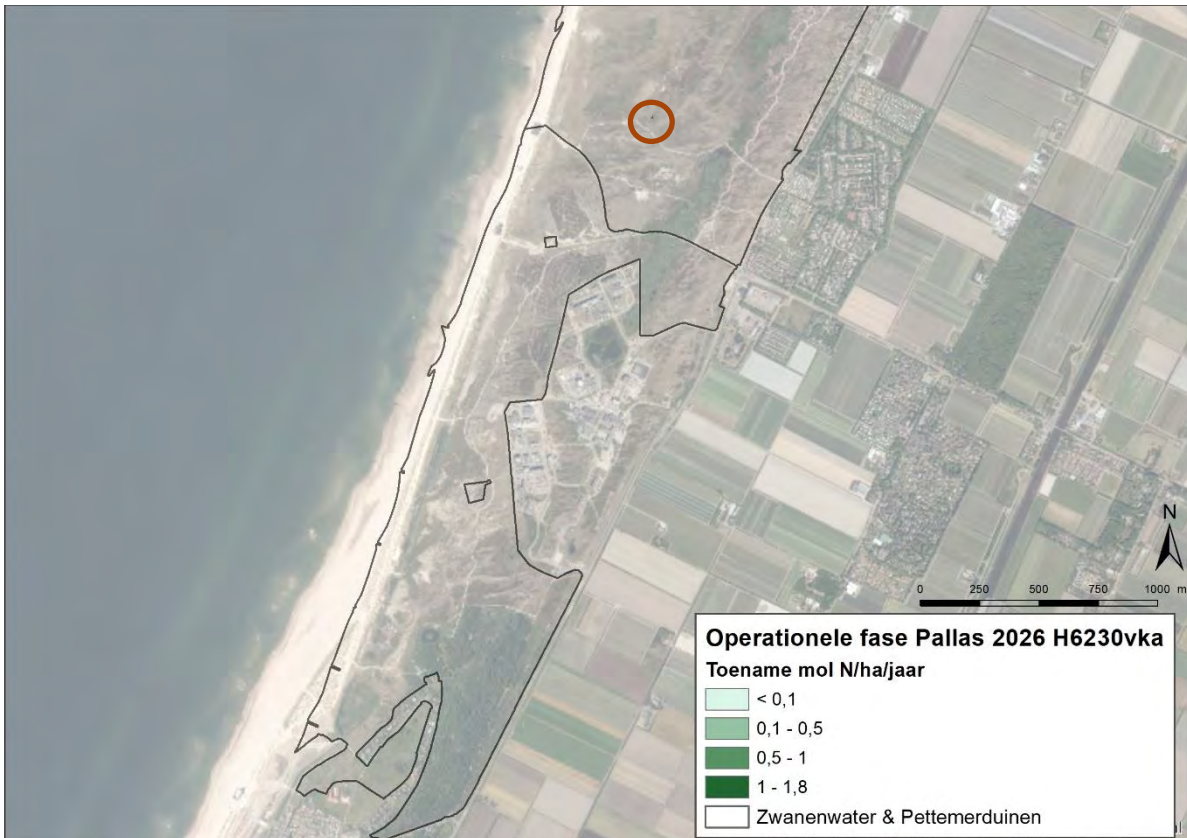 N
0 250 500 750 1000 m
Operationele fase Pallas 2026 H6230vka
Toename mol N/ha/jaar
< 0,1
0,1 - 0,5
0,5 - 1
1 - 1,8
Zwanenwater & Pettemerduinen